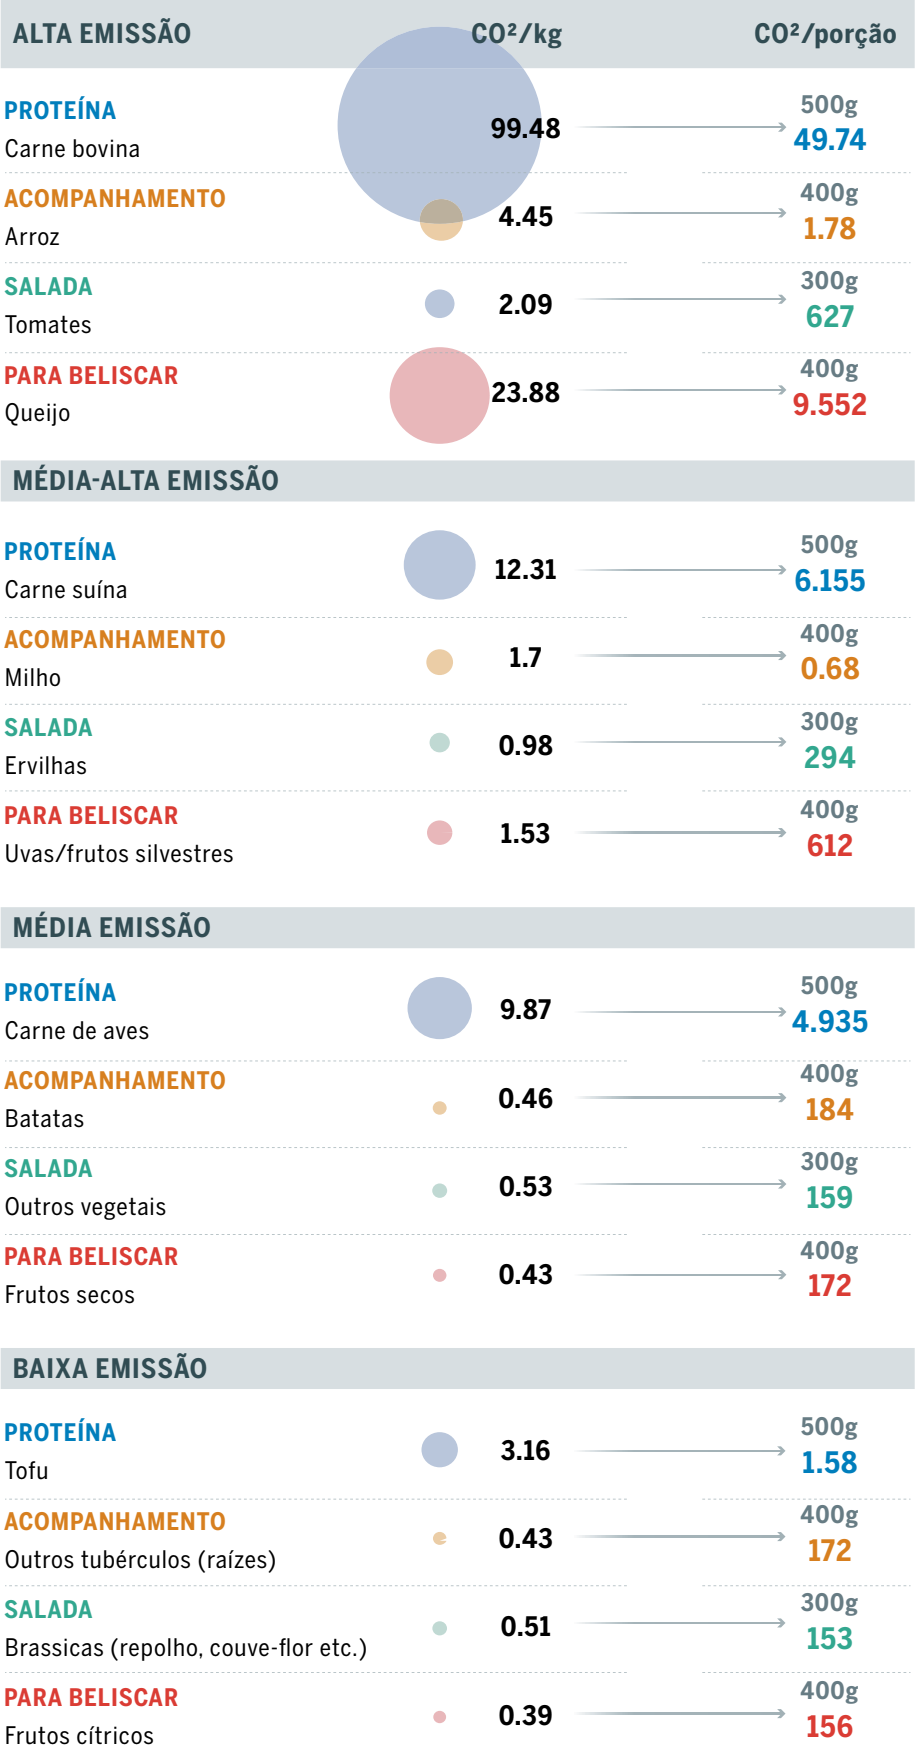 ALTA EMISSÃO CO²/kg CO²/porção
PROTEÍNA
Carne bovina
99.48
500g
49.74
ACOMPANHAMENTO
Arroz
4.45
400g
1.78
SALADA
Tomates
2.09
300g
627
PARA BELISCAR
Queijo
23.88
400g
9.552
MÉDIA-ALTA EMISSÃO
PROTEÍNA
Carne suína
12.31
500g
6.155
ACOMPANHAMENTO
Milho
1.7
400g
0.68
SALADA
Ervilhas
0.98
300g
294
PARA BELISCAR
Uvas/frutos silvestres
1.53
400g
612
MÉDIA EMISSÃO
PROTEÍNA
Carne de aves
9.87
500g
4.935
ACOMPANHAMENTO
Batatas
0.46
400g
184
SALADA
Outros vegetais
0.53
300g
159
PARA BELISCAR
Frutos secos
0.43
400g
172
BAIXA EMISSÃO
PROTEÍNA
Tofu
3.16
500g
1.58
ACOMPANHAMENTO
Outros tubérculos (raízes)
0.43
400g
172
SALADA
Brassicas (repolho, couve-flor etc.)
0.51
300g
153
PARA BELISCAR
Frutos cítricos
0.39
400g
156